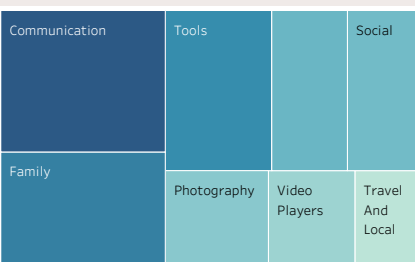 Communication
Tools
Social
Family
Photography
Video
Players
Travel
And
Local